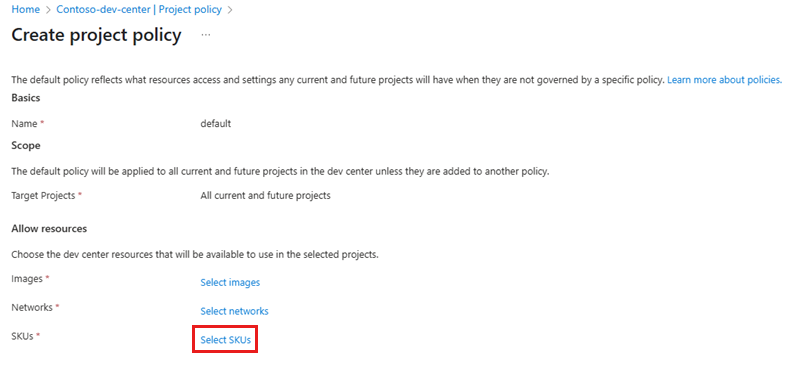 Home > Contoso-dev-center | Project policy >
Create project policy ...
The default policy reflects what resources access and settings any current and future projects will have when they are not governed by a specific policy. Learn more about policies.
Basics
Name * default
Scope
The default policy will be applied to all current and future projects in the dev center unless they are added to another policy.
Target Projects * All current and future projects
Allow resources
Choose the dev center resources that will be available to use in the selected projects.
Images * Select images
Networks * Select networks
SKUs * Select SKUs